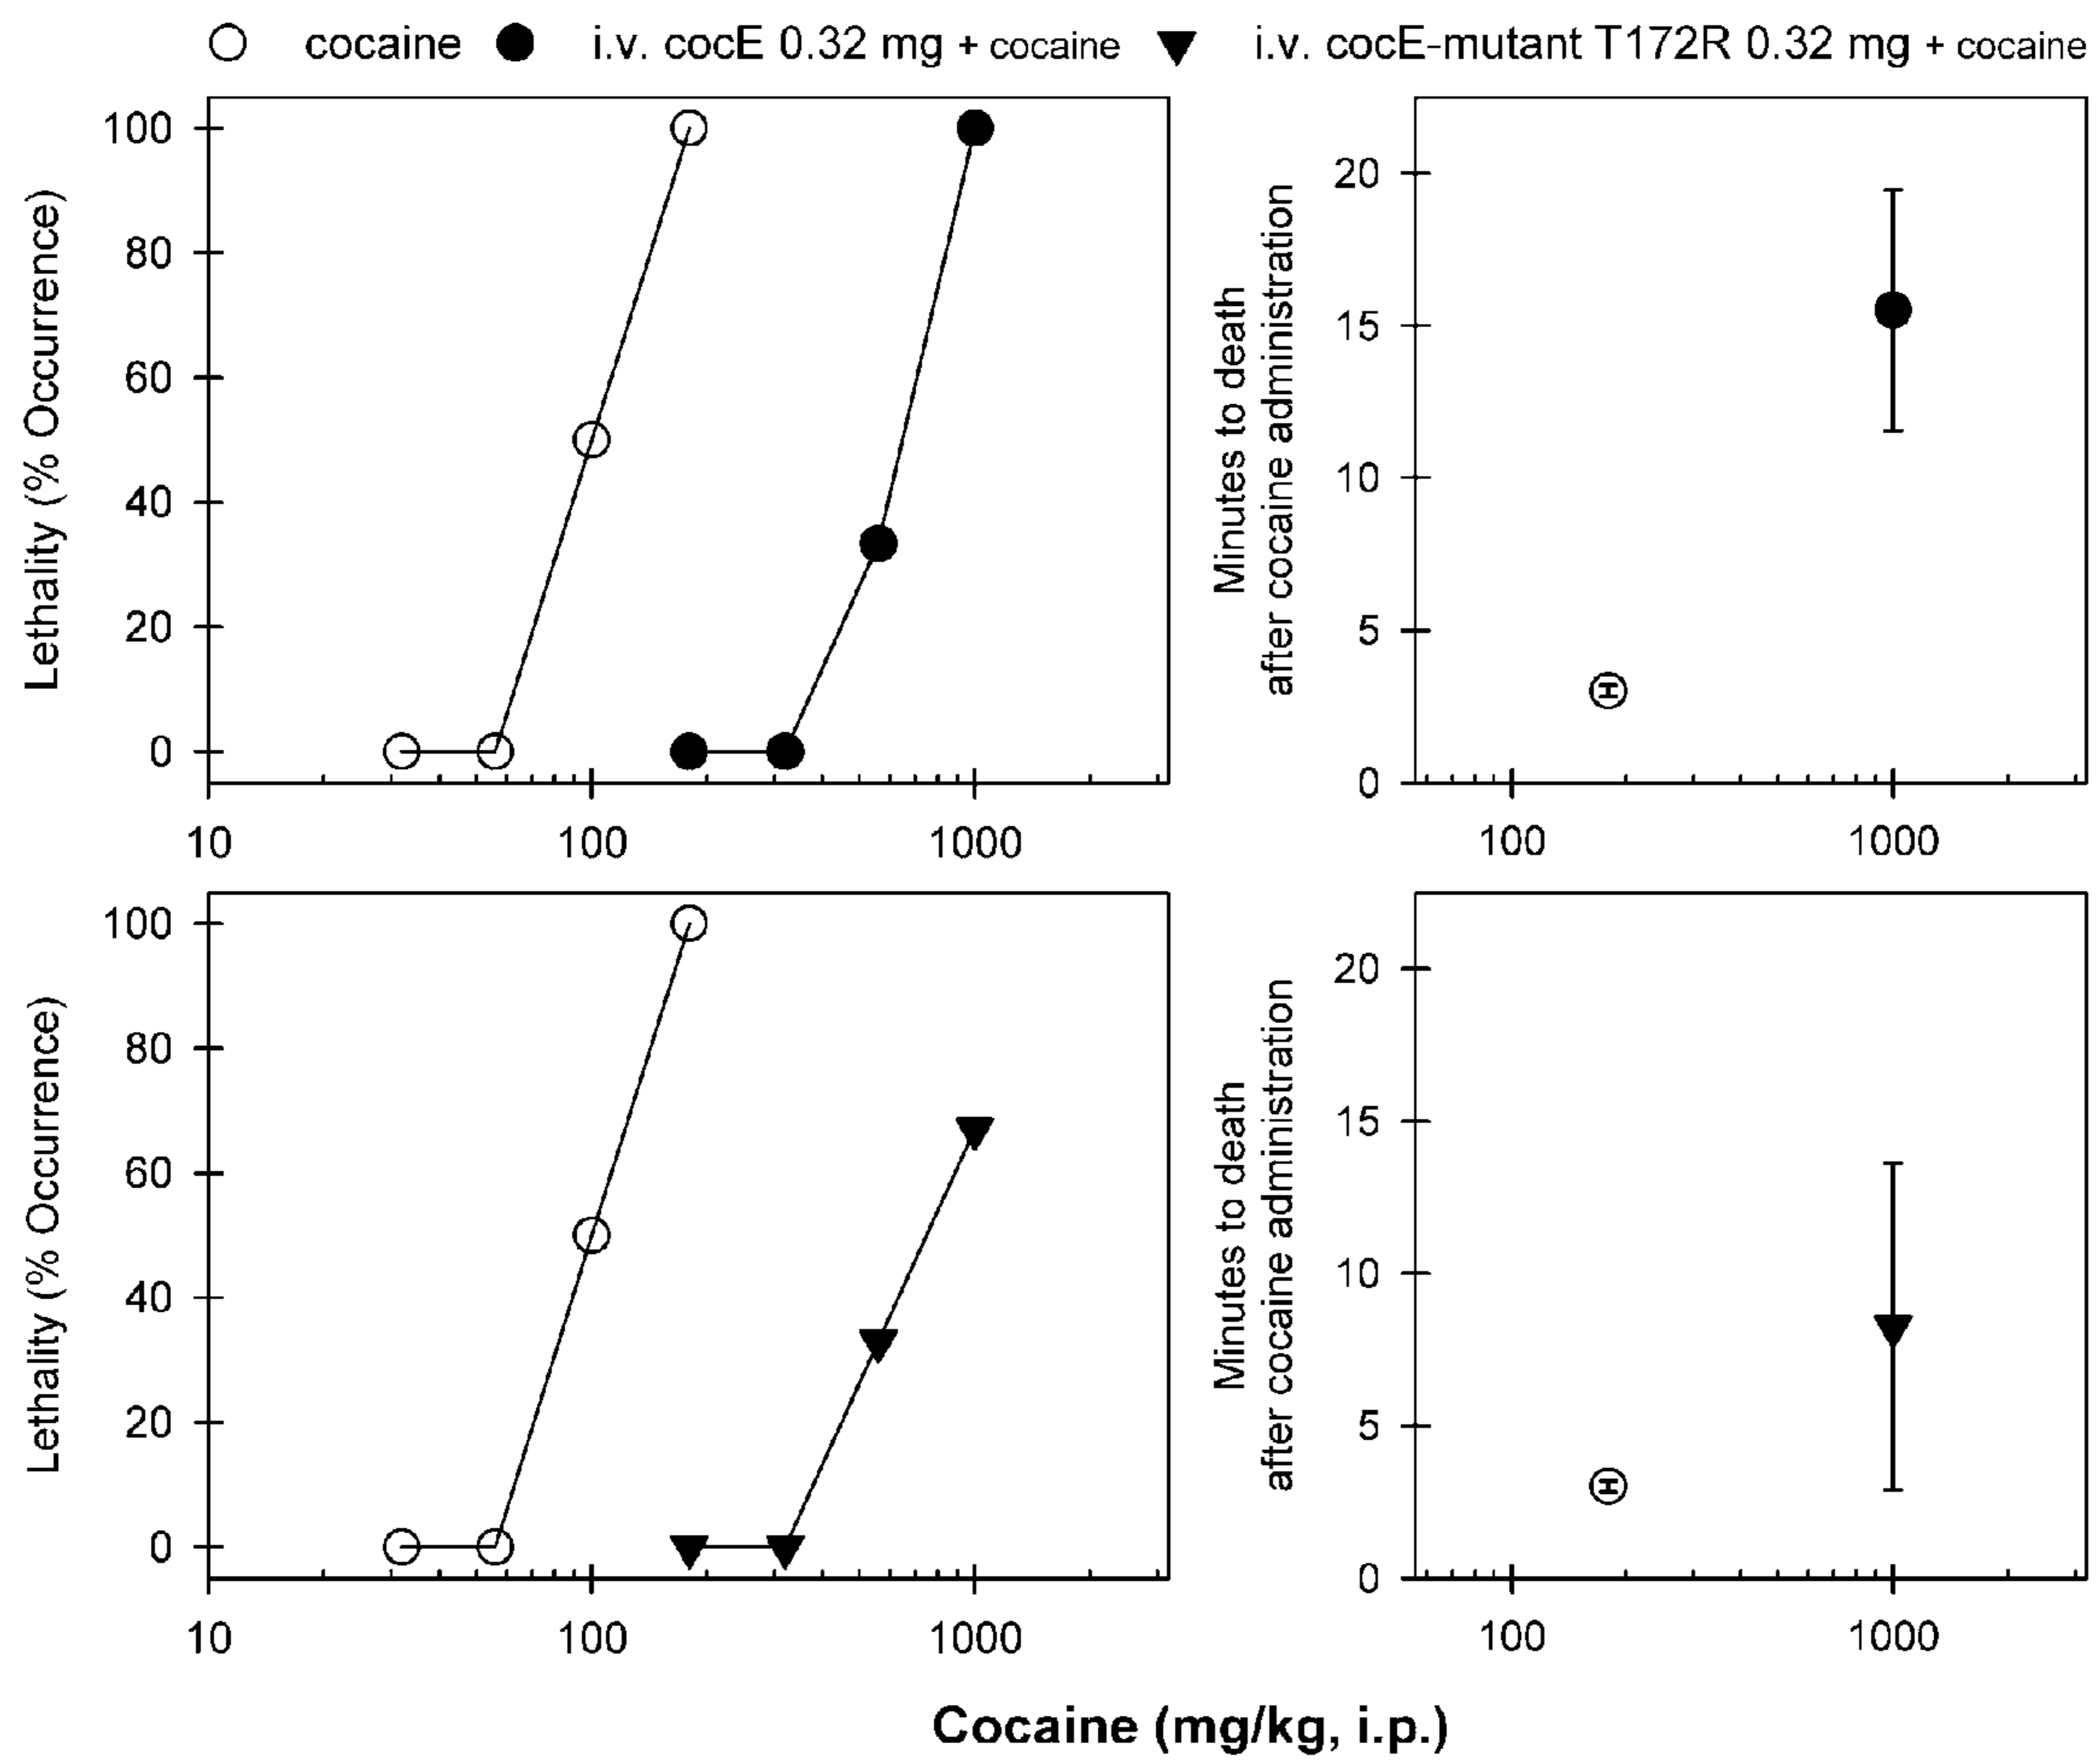 cocaine i.v. cocE 0.32 mg + cocaine i.v. cocE-mutant T172R 0.32 mg + cocaine
Lethality (% Occurrence)
100
80
60
40
20
0
10 100 1000
Minutes to death
after cocaine administration
20
15
10
5
0
100 1000
Lethality (% Occurrence)
100
80
60
40
20
0
10 100 1000
Minutes to death
after cocaine administration
20
15
10
5
0
100 1000
Cocaine (mg/kg, i.p.)